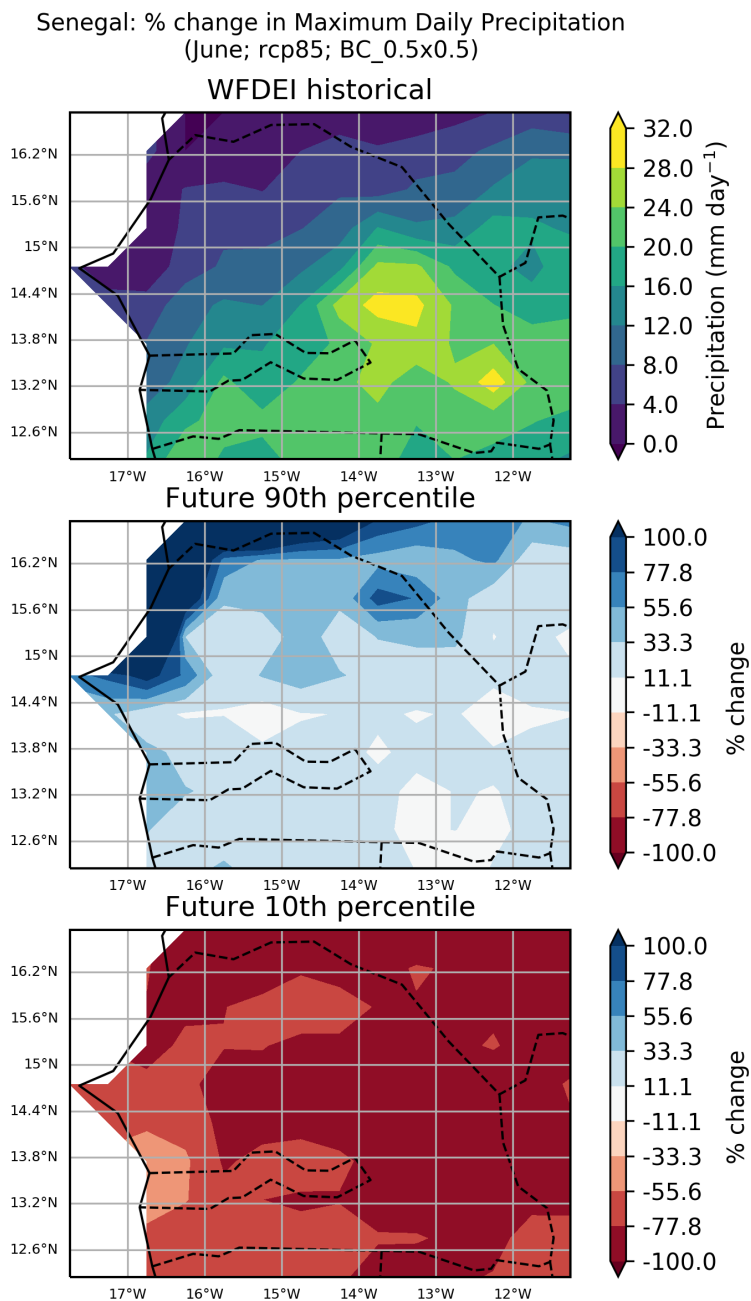 Senegal: % change in Maximum Daily Precipitation
(June; rcp85; BC_0.5x0.5)
WFDEI historical
16.2°N
15.6°N
15°N
14.4°N
13.8°N
13.2°N
12.6°N
17°W 16°W 15°W 14°W 13°W 12°W
32.0
28.0
24.0
20.0
16.0
12.0
8.0
4.0
0.0
Precipitation (mm day⁻¹)
Future 90th percentile
16.2°N
15.6°N
15°N
14.4°N
13.8°N
13.2°N
12.6°N
17°W 16°W 15°W 14°W 13°W 12°W
100.0
77.8
55.6
33.3
11.1
-11.1
-33.3
-55.6
-77.8
-100.0
% change
Future 10th percentile
16.2°N
15.6°N
15°N
14.4°N
13.8°N
13.2°N
12.6°N
17°W 16°W 15°W 14°W 13°W 12°W
100.0
77.8
55.6
33.3
11.1
-11.1
-33.3
-55.6
-77.8
-100.0
% change